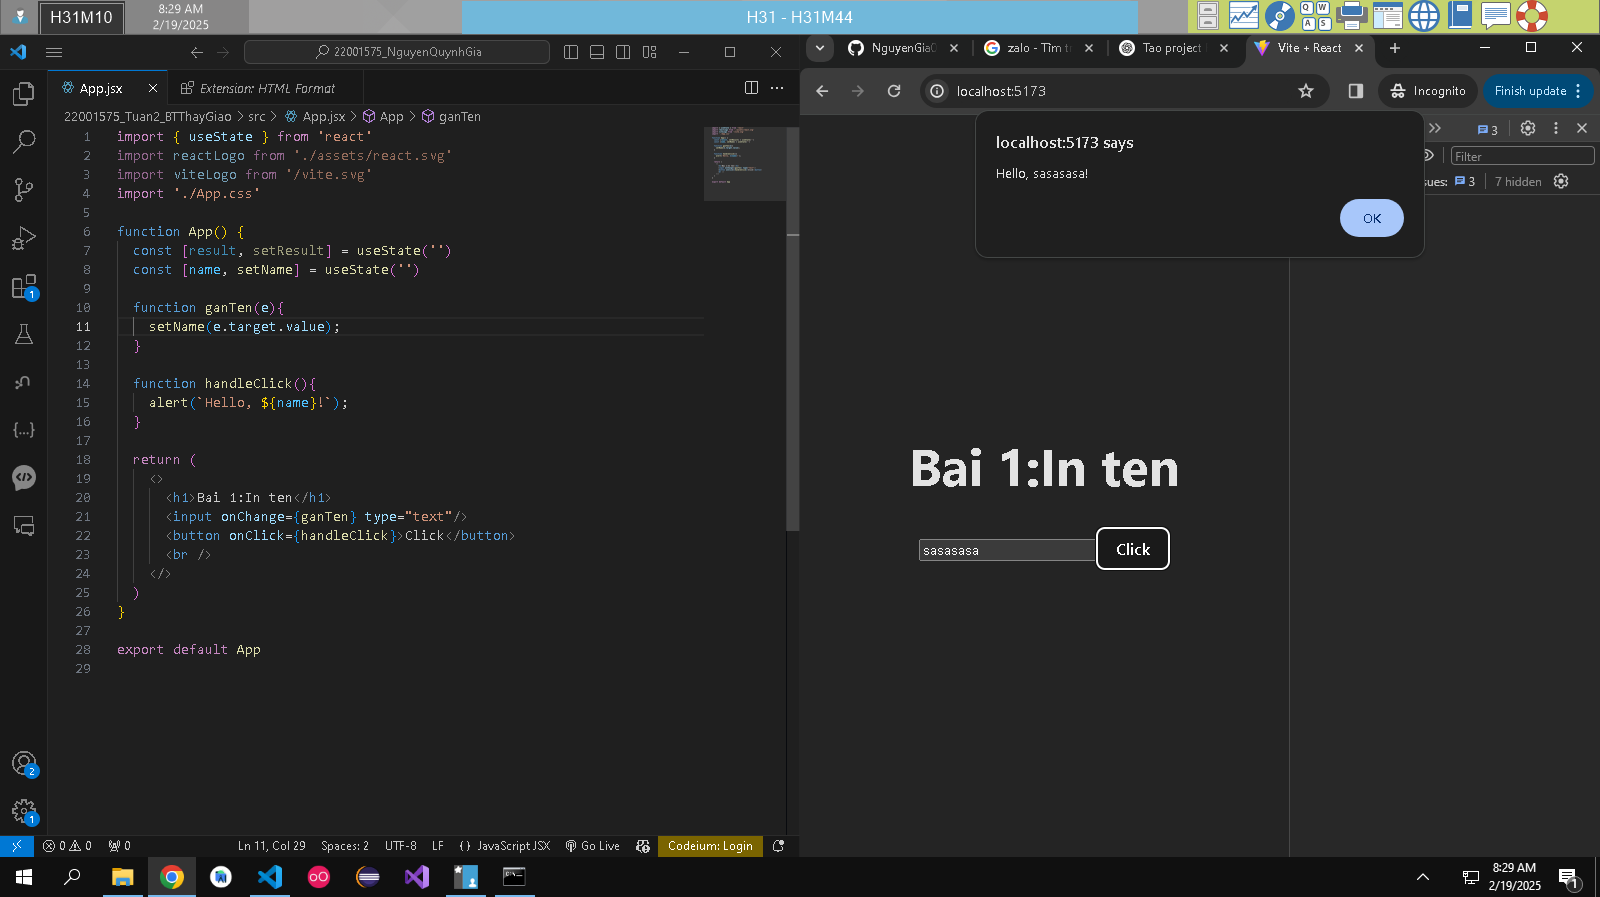 H31M10
8:29 AM
2/19/2025
H31 - H31M44
22001575_NguyenQuynhGia
App.jsx
Extension: HTML Format
22001575_Tuan2_BTThayGiao > src > App.jsx > App > ganTen
1 import { useState } from 'react'
2 import reactLogo from './assets/react.svg'
3 import viteLogo from '/vite.svg'
4 import './App.css'
5
6 function App() {
7 const [result, setResult] = useState('')
8 const [name, setName] = useState('')
9
10 function ganTen(e){
11 setName(e.target.value);
12 }
13
14 function handleClick(){
15 alert(`Hello, ${name}!`);
16 }
17
18 return (
19 <>
20 <h1>Bai 1:In ten</h1>
21 <input onChange={ganTen} type="text"/>
22 <button onClick={handleClick}>Click</button>
23 <br />
24 </>
25 )
26 }
27
28 export default App
29
1
2
1
0 0 0 Ln 11, Col 29 Spaces: 2 UTF-8 LF JavaScript JSX Go Live Codeium: Login
NguyenGia zalo - Tìm Tao project Vite + React
localhost:5173 Incognito Finish update
localhost:5173 says
Hello, sasasasa!
OK
3
Filter
sues: 3 7 hidden
Bai 1:In ten
sasasasa Click
8:29 AM
2/19/2025
1